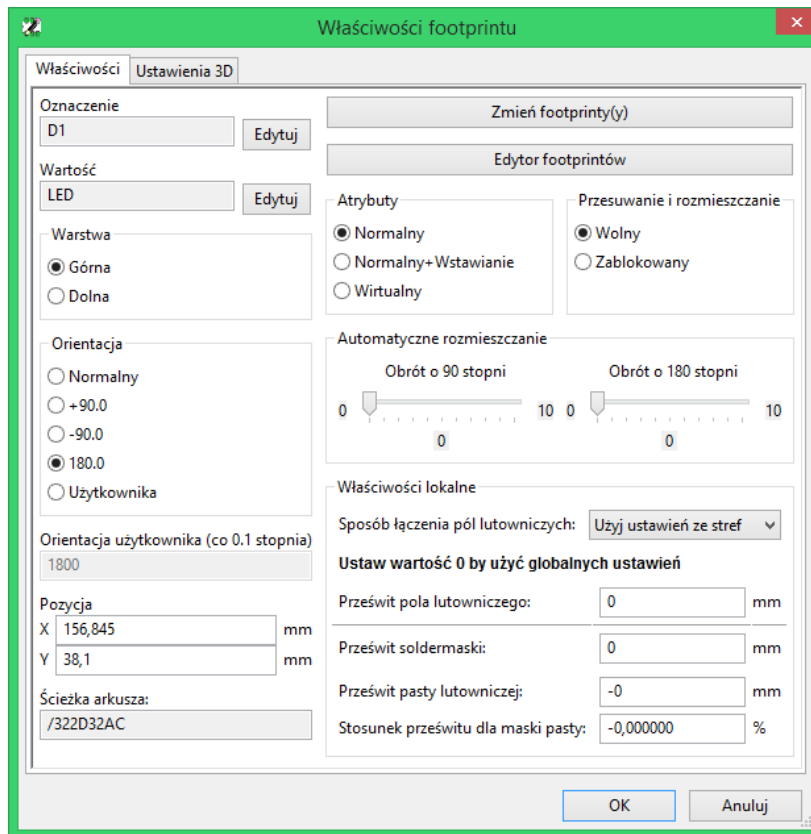 Właściwości footprintu
Właściwości
Ustawienia 3D
Oznaczenie
D1
Edytuj
Wartość
LED
Edytuj
Warstwa
Górna
Dolna
Orientacja
Normalny
+90.0
-90.0
180.0
Użytkownika
Orientacja użytkownika (co 0.1 stopnia)
1800
Pozycja
X 156,845 mm
Y 38,1 mm
Ścieżka arkusza:
/322D32AC
Zmień footprinty(y)
Edytor footprintów
Atrybuty
Normalny
Normalny+Wstawianie
Wirtualny
Przesuwanie i rozmieszczanie
Wolny
Zablokowany
Automatyczne rozmieszczanie
Obrót o 90 stopni
0 10
0
Obrót o 180 stopni
0 10
0
Właściwości lokalne
Sposób łączenia pól lutowniczych: Użyj ustawień ze stref
Ustaw wartość 0 by użyć globalnych ustawień
Prześwit pola lutowniczego: 0 mm
Prześwit soldermaski: 0 mm
Prześwit pasty lutowniczej: -0 mm
Stosunek prześwitu dla maski pasty: -0,000000 %
OK
Anuluj